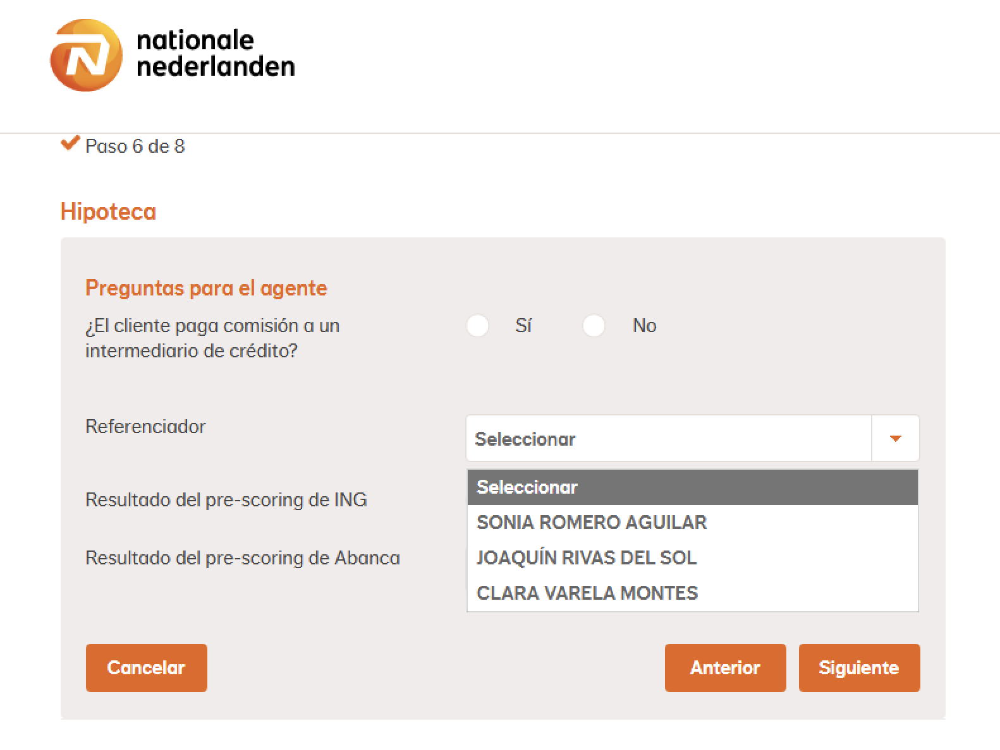 nationale
nederlanden
Paso 6 de 8
Hipoteca
Preguntas para el agente
¿El cliente paga comisión a un
intermediario de crédito?
Sí
No
Referenciador
Seleccionar
Seleccionar
Resultado del pre-scoring de ING
SONIA ROMERO AGUILAR
Resultado del pre-scoring de Abanca
JOAQUÍN RIVAS DEL SOL
CLARA VARELA MONTES
Cancelar
Anterior
Siguiente